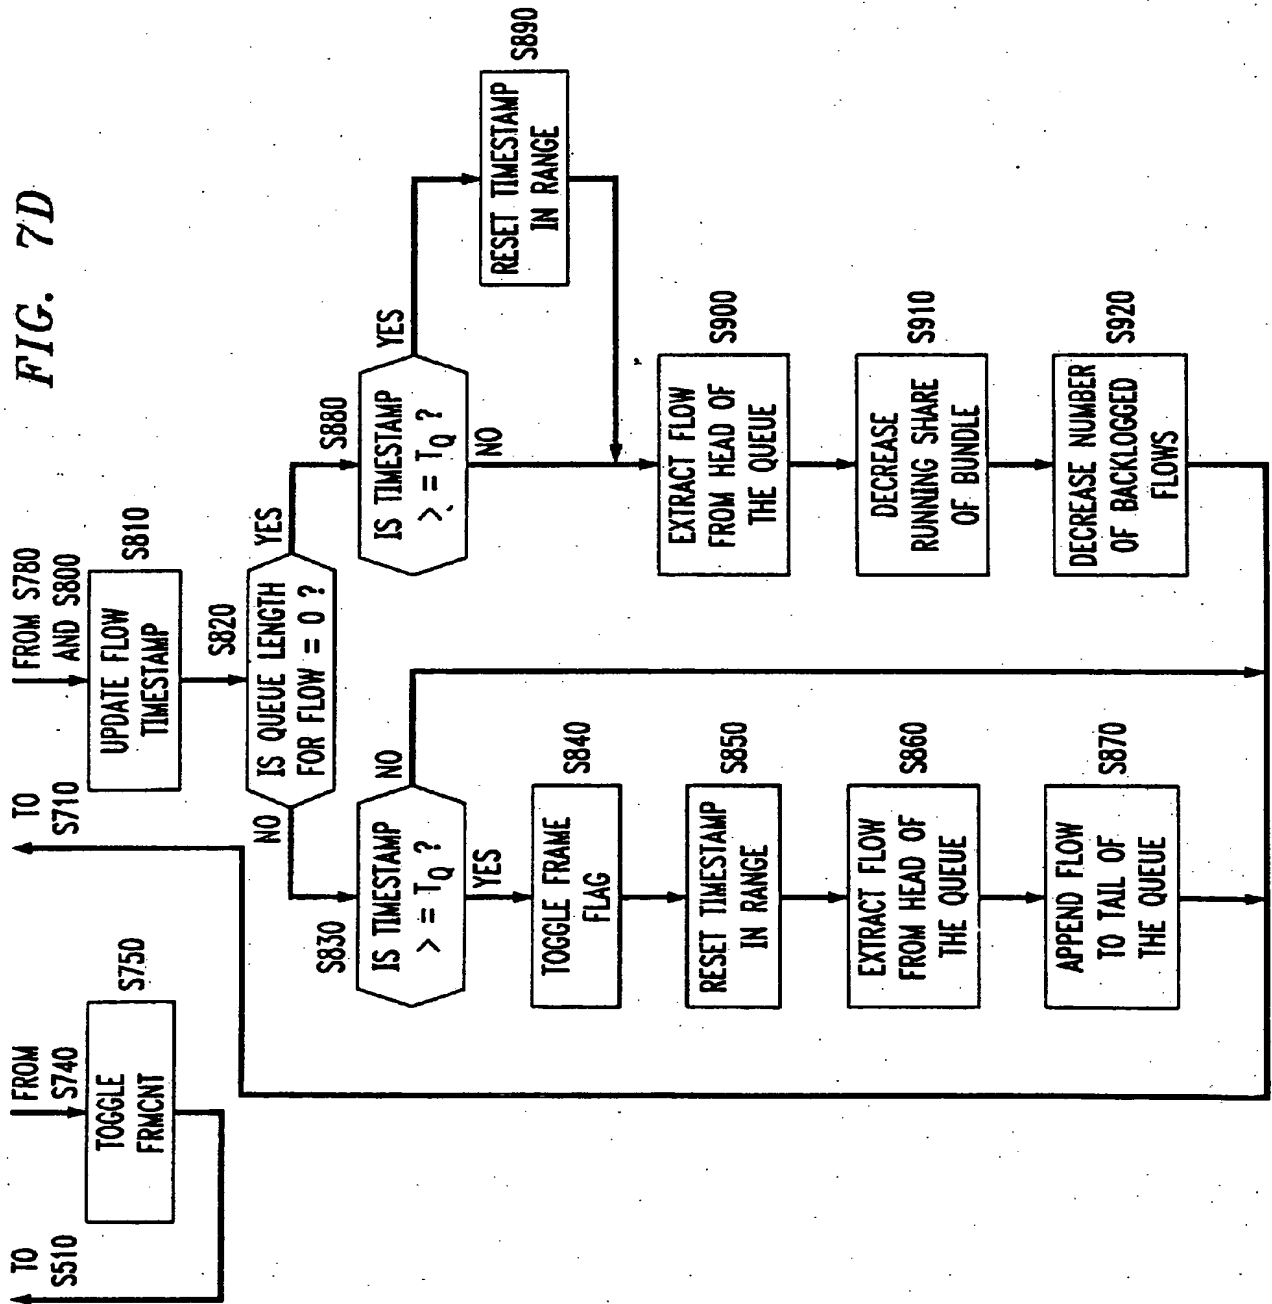 FIG. 7D
TO
S510
FROM
S740
TOGGLE
FRMCNT
S750
TO
S710
FROM S780
AND S800
UPDATE FLOW
TIMESTAMP
S810
IS QUEUE LENGTH
FOR FLOW = 0 ?
S820
NO
YES
S830
IS TIMESTAMP
> = TQ ?
NO
YES
TOGGLE FRAME
FLAG
S840
RESET TIMESTAMP
IN RANGE
S850
EXTRACT FLOW
FROM HEAD OF
THE QUEUE
S860
APPEND FLOW
TO TAIL OF
THE QUEUE
S870
S880
IS TIMESTAMP
> = TQ ?
YES
NO
RESET TIMESTAMP
IN RANGE
S890
EXTRACT FLOW
FROM HEAD OF
THE QUEUE
S900
DECREASE
RUNNING SHARE
OF BUNDLE
S910
DECREASE NUMBER
OF BACKLOGGED
FLOWS
S920